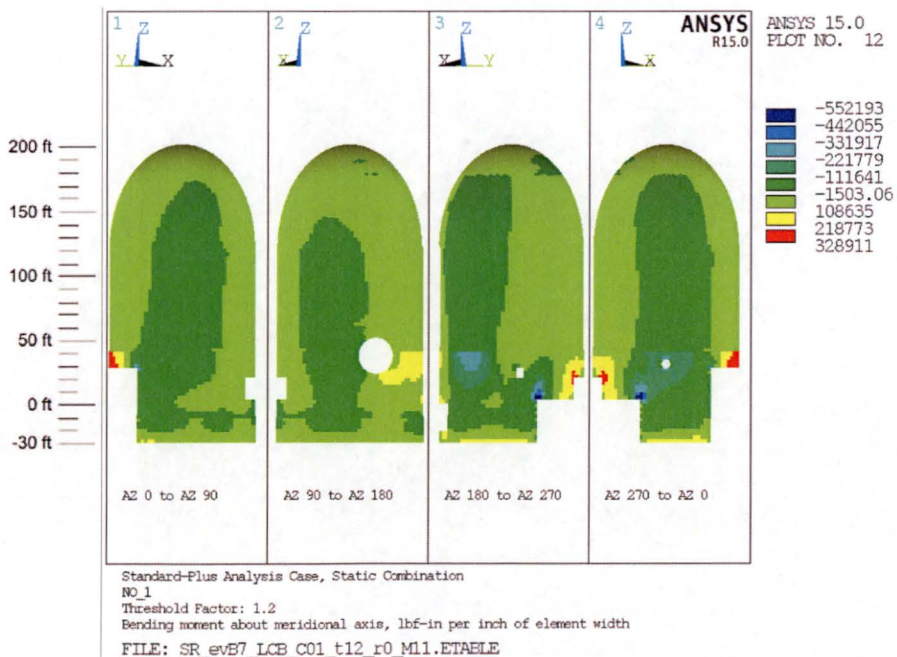 1 2 3 4 ANSYS ANSYS 15.0
R15.0 PLOT NO. 12
Z Z Z Z
Y X X X Y X
-552193
-442055
-331917
-221779
-111641
-1503.06
108635
218773
328911
200 ft
150 ft
100 ft
50 ft
0 ft
-30 ft
AZ 0 to AZ 90 AZ 90 to AZ 180 AZ 180 to AZ 270 AZ 270 to AZ 0
Standard-Plus Analysis Case, Static Combination
NO_1
Threshold Factor: 1.2
Bending moment about meridional axis, lbf-in per inch of element width
FILE: SR_evB7_LCB_C01_t12_r0_M11.ETABLE